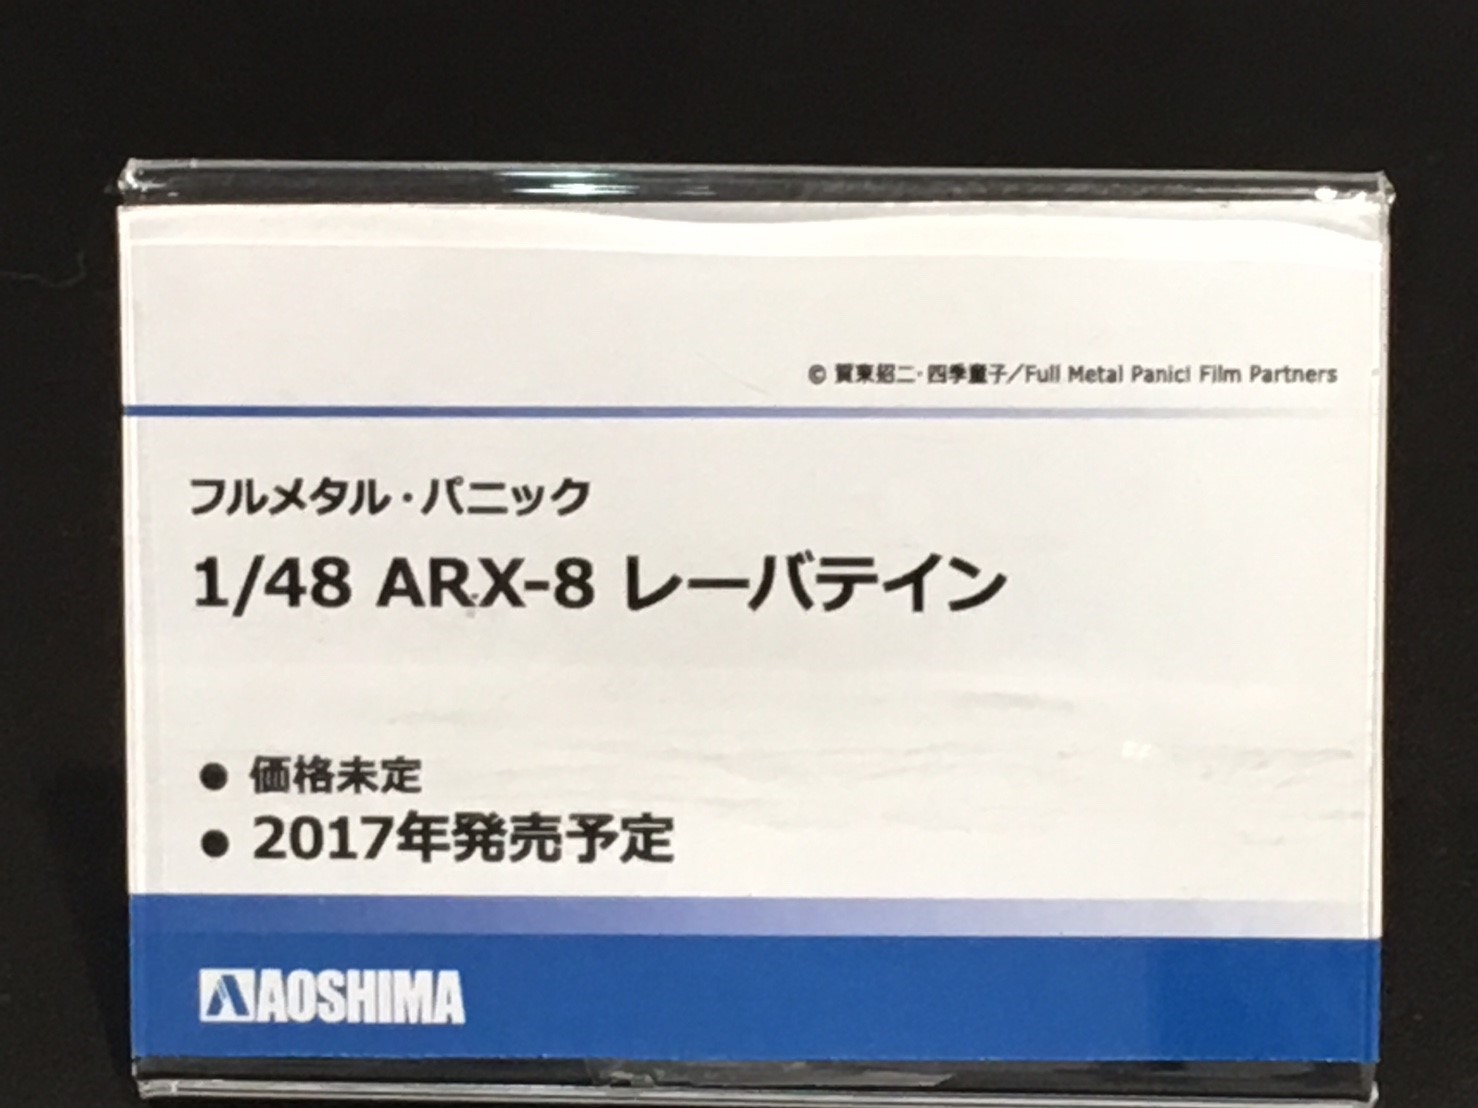 © 賀東招二・四季童子／Full Metal Panic! Film Partners
フルメタル・パニック
1/48 ARX-8 レーバテイン
● 価格未定
● 2017年発売予定
AOSHIMA